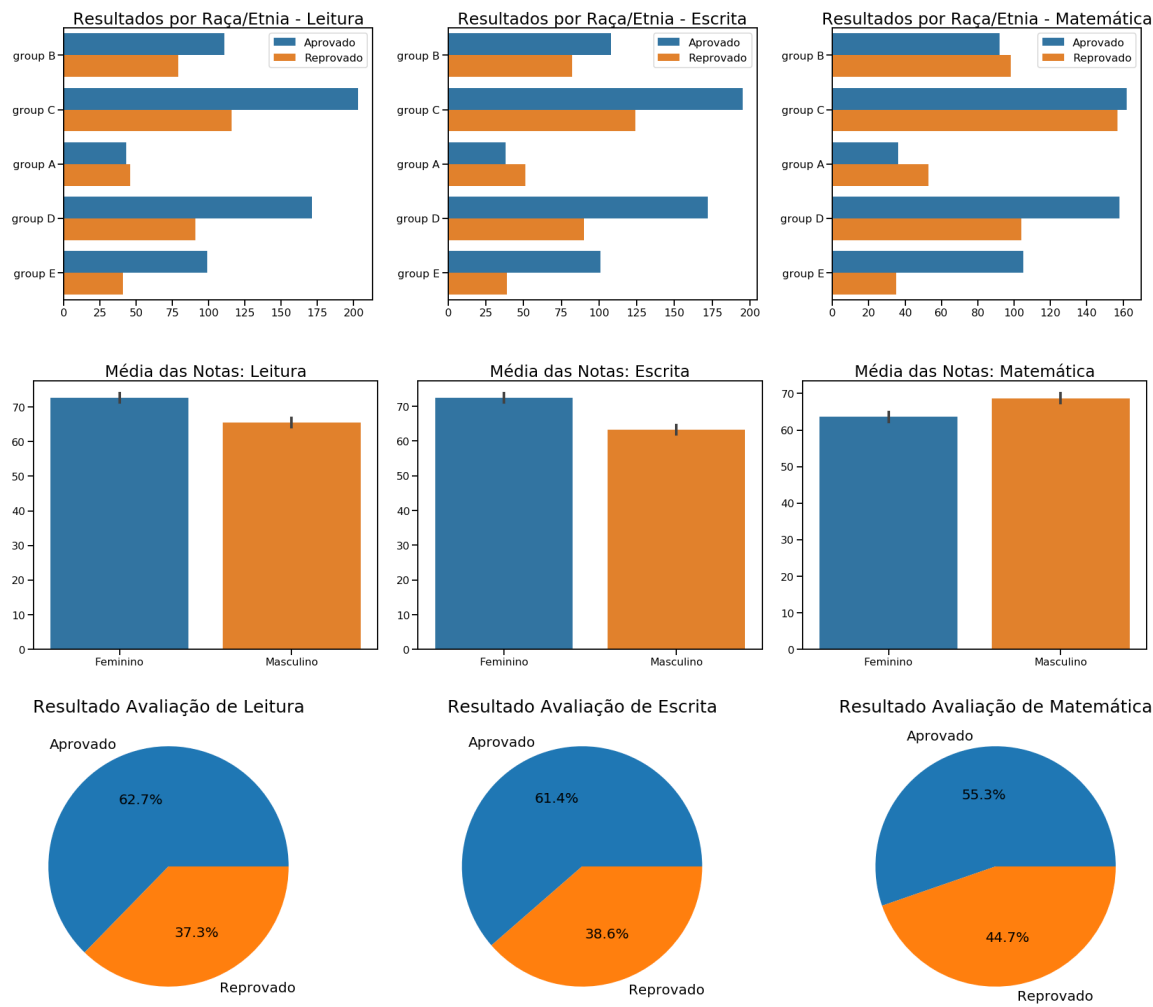 Resultados por Raça/Etnia - Leitura
Aprovado
Reprovado
group B
group C
group A
group D
group E
0 25 50 75 100 125 150 175 200
Resultados por Raça/Etnia - Escrita
Aprovado
Reprovado
group B
group C
group A
group D
group E
0 25 50 75 100 125 150 175 200
Resultados por Raça/Etnia - Matemática
Aprovado
Reprovado
group B
group C
group A
group D
group E
0 20 40 60 80 100 120 140 160
Média das Notas: Leitura
70
60
50
40
30
20
10
0
Feminino Masculino
Média das Notas: Escrita
70
60
50
40
30
20
10
0
Feminino Masculino
Média das Notas: Matemática
70
60
50
40
30
20
10
0
Feminino Masculino
Resultado Avaliação de Leitura
Aprovado
62.7%
37.3%
Reprovado
Resultado Avaliação de Escrita
Aprovado
61.4%
38.6%
Reprovado
Resultado Avaliação de Matemática
Aprovado
55.3%
44.7%
Reprovado